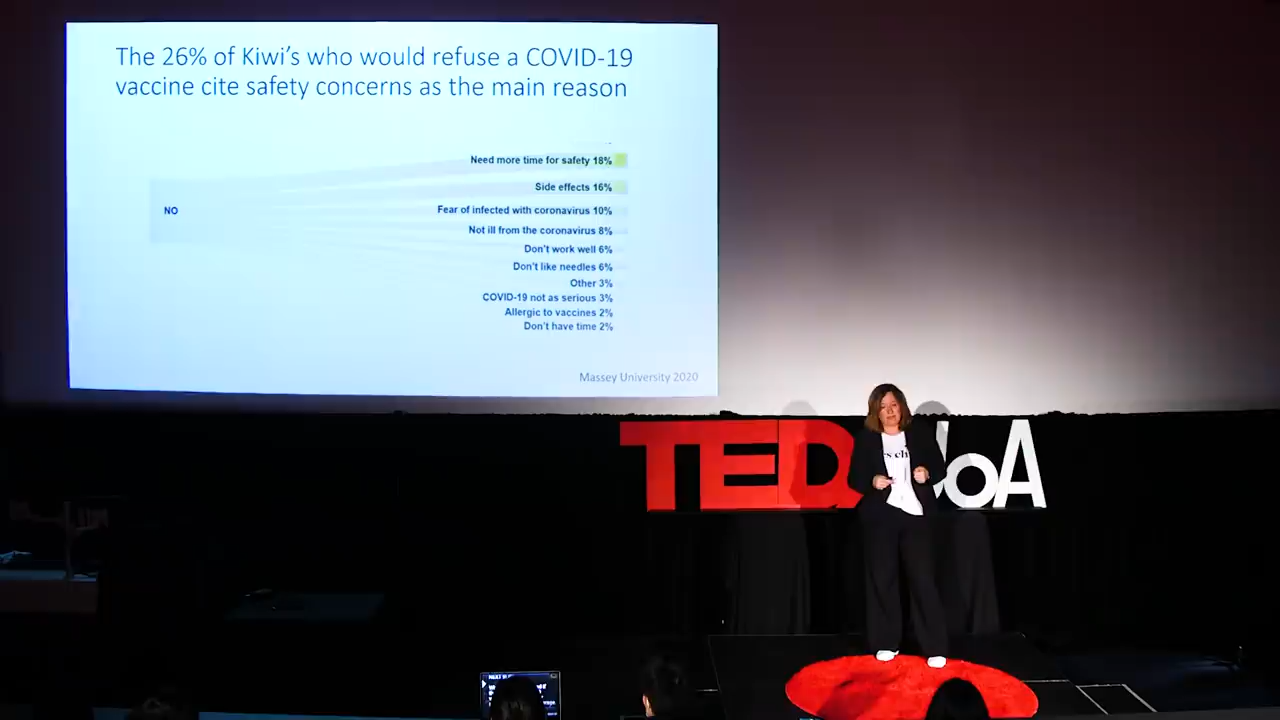 The 26% of Kiwi's who would refuse a COVID-19
vaccine cite safety concerns as the main reason
Need more time for safety 18%
Side effects 16%
NO
Fear of infected with coronavirus 10%
Not ill from the coronavirus 8%
Don't work well 6%
Don't like needles 6%
Other 3%
COVID-19 not as serious 3%
Allergic to vaccines 2%
Don't have time 2%
Massey University 2020
TED
oA